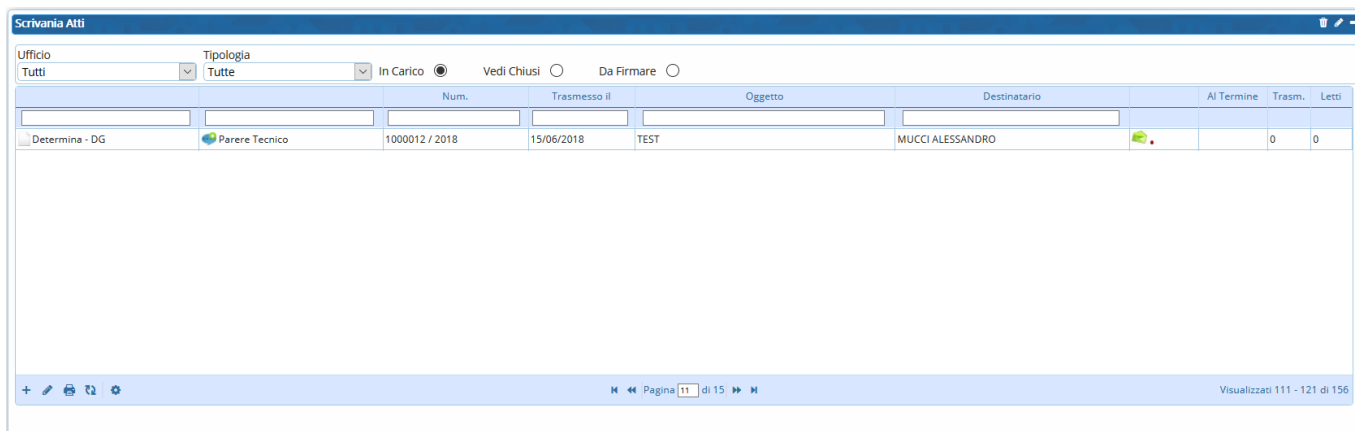 Scrivania Atti
Ufficio Tipologia
Tutti Tutte In Carico Vedi Chiusi Da Firmare
Num. Trasmesso il Oggetto Destinatario Al Termine Trasm. Letti
Determina - DG Parere Tecnico 1000012 / 2018 15/06/2018 TEST MUCCI ALESSANDRO 0 0
Pagina 11 di 15 Visualizzati 111 - 121 di 156